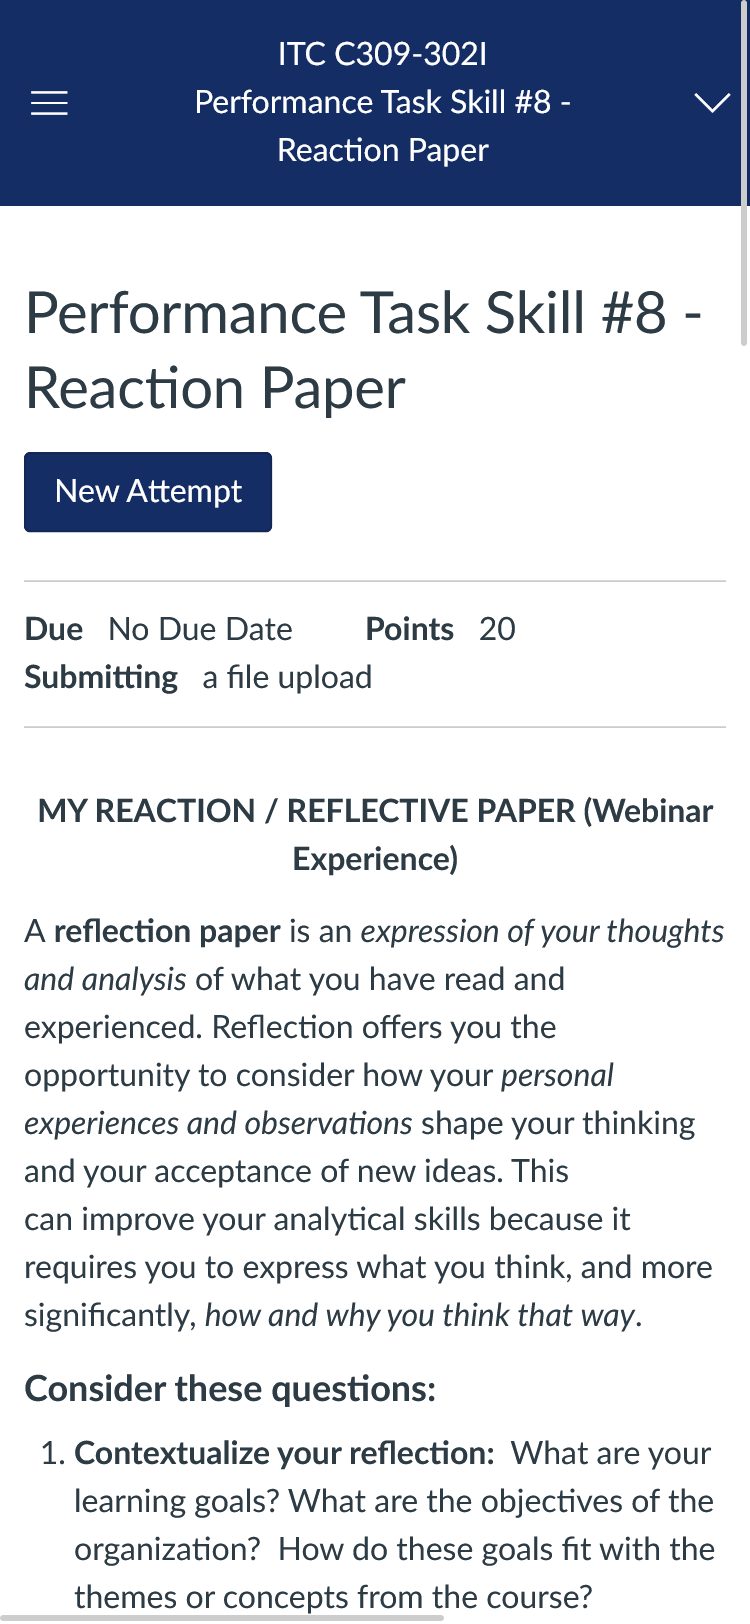 ITC C309-302I
Performance Task Skill #8 -
Reaction Paper
Performance Task Skill #8 -
Reaction Paper
New Attempt
Due No Due Date Points 20
Submitting a file upload
MY REACTION / REFLECTIVE PAPER (Webinar
Experience)
A reflection paper is an expression of your thoughts
and analysis of what you have read and
experienced. Reflection offers you the
opportunity to consider how your personal
experiences and observations shape your thinking
and your acceptance of new ideas. This
can improve your analytical skills because it
requires you to express what you think, and more
significantly, how and why you think that way.
Consider these questions:
1. Contextualize your reflection: What are your
learning goals? What are the objectives of the
organization? How do these goals fit with the
themes or concepts from the course?